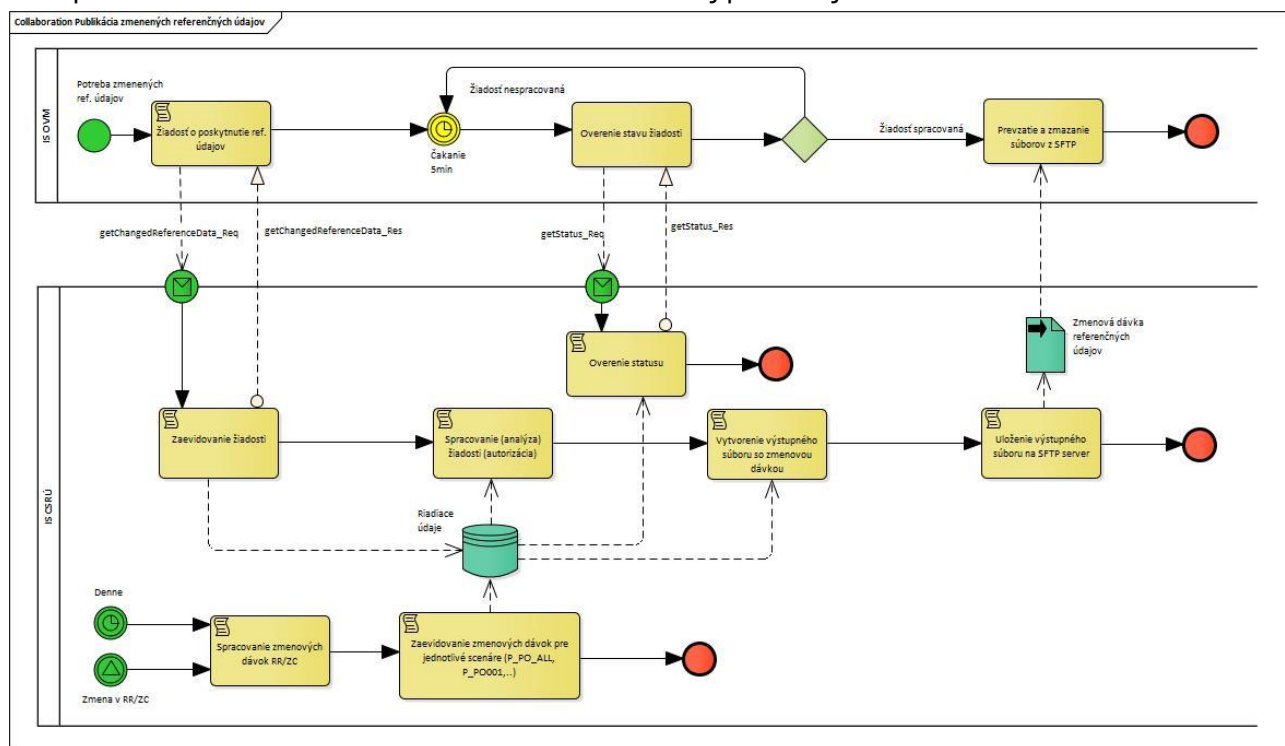 Collaboration Publikácia zmenených referenčných údajov
IS OVM
Potreba zmenených
ref. údajov
Žiadosť o poskytnutie ref.
údajov
Čakanie
5min
Žiadosť nespracovaná
Overenie stavu žiadosti
Žiadosť spracovaná
Prevzatie a zmazanie
súborov z SFTP
getChangedReferenceData_Req
getChangedReferenceData_Res
getStatus_Req
getStatus_Res
IS CSRÚ
Overenie statusu
Zmenová dávka
referenčných
údajov
Zaevidovanie žiadosti
Spracovanie (analýza)
žiadosti (autorizácia)
Vytvorenie výstupného
súboru so zmenovou
dávkou
Uloženie výstupného
súboru na SFTP server
Riadiace
údaje
Denne
Zmena v RR/ZC
Spracovanie zmenových
dávok RR/ZC
Zaevidovanie zmenových dávok pre
jednotlivé scenáre (P_PO_ALL,
P_PO001,..)